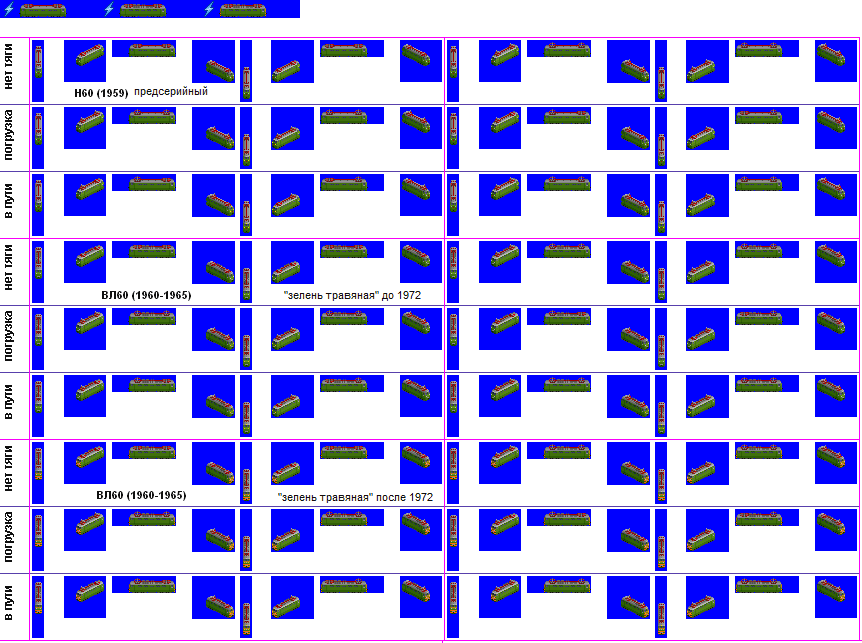 нет тяги
Н60 (1959) предсерийный
погрузка
в пути
нет тяги
ВЛ60 (1960-1965) "зелень травяная" до 1972
погрузка
в пути
нет тяги
ВЛ60 (1960-1965) "зелень травяная" после 1972
погрузка
в пути